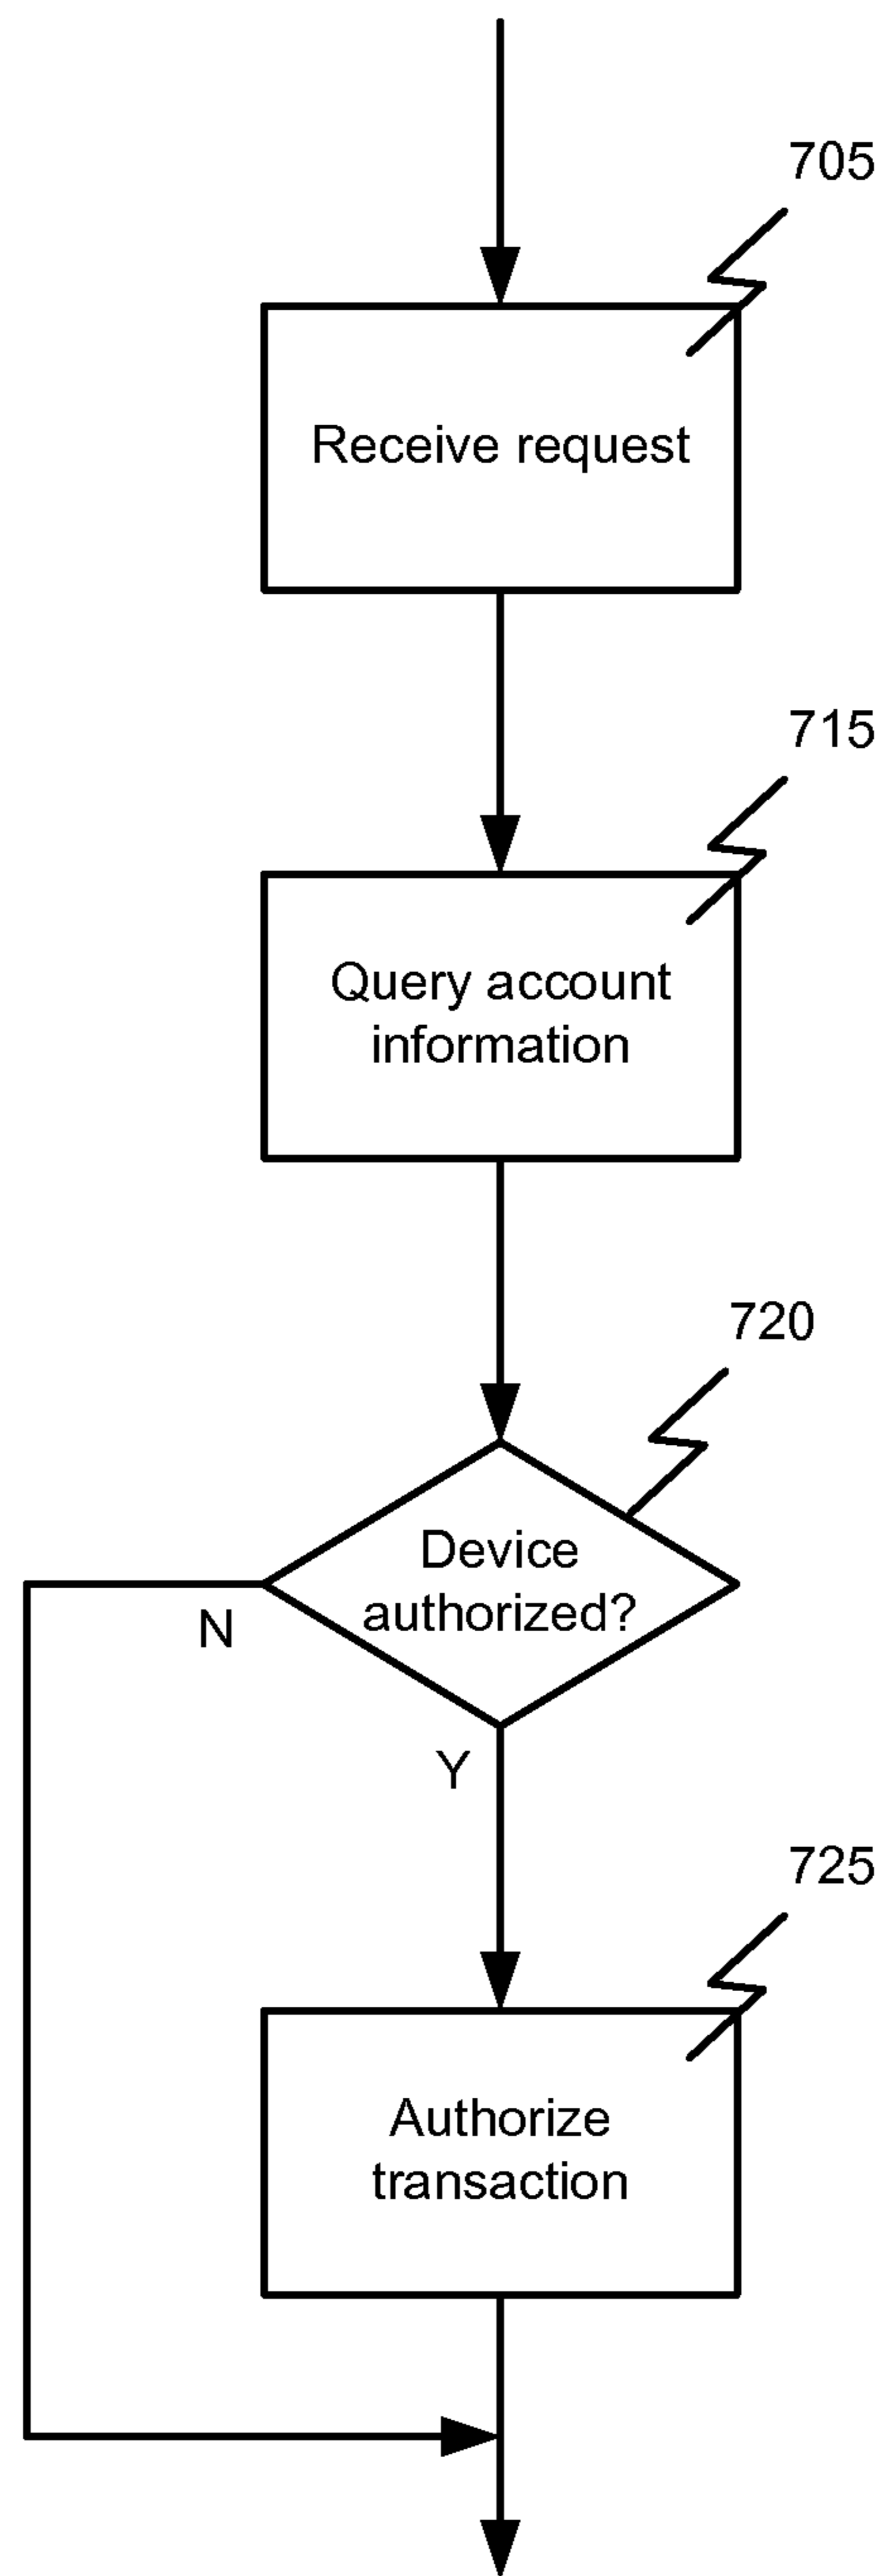 705
Receive request
715
Query account
information
720
Device
authorized?
N
Y
725
Authorize
transaction